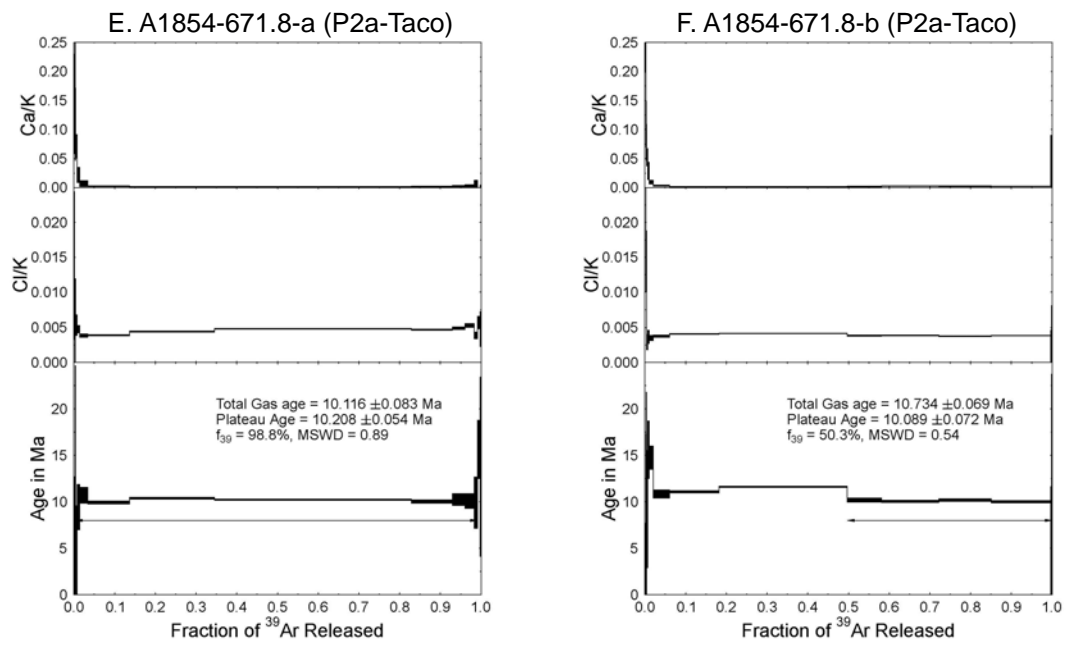 E. A1854-671.8-a (P2a-Taco)
0.25
0.20
0.15
0.10
0.05
0.00
Ca/K
0.020
0.015
0.010
0.005
0.000
Cl/K
20
15
10
5
0
Age in Ma
Total Gas age = 10.116 ±0.083 Ma
Plateau Age = 10.208 ±0.054 Ma
f39 = 98.8%, MSWD = 0.89
0.0 0.1 0.2 0.3 0.4 0.5 0.6 0.7 0.8 0.9 1.0
Fraction of 39Ar Released
F. A1854-671.8-b (P2a-Taco)
0.25
0.20
0.15
0.10
0.05
0.00
Ca/K
0.020
0.015
0.010
0.005
0.000
Cl/K
20
15
10
5
0
Age in Ma
Total Gas age = 10.734 ±0.069 Ma
Plateau Age = 10.089 ±0.072 Ma
f39 = 50.3%, MSWD = 0.54
0.0 0.1 0.2 0.3 0.4 0.5 0.6 0.7 0.8 0.9 1.0
Fraction of 39Ar Released